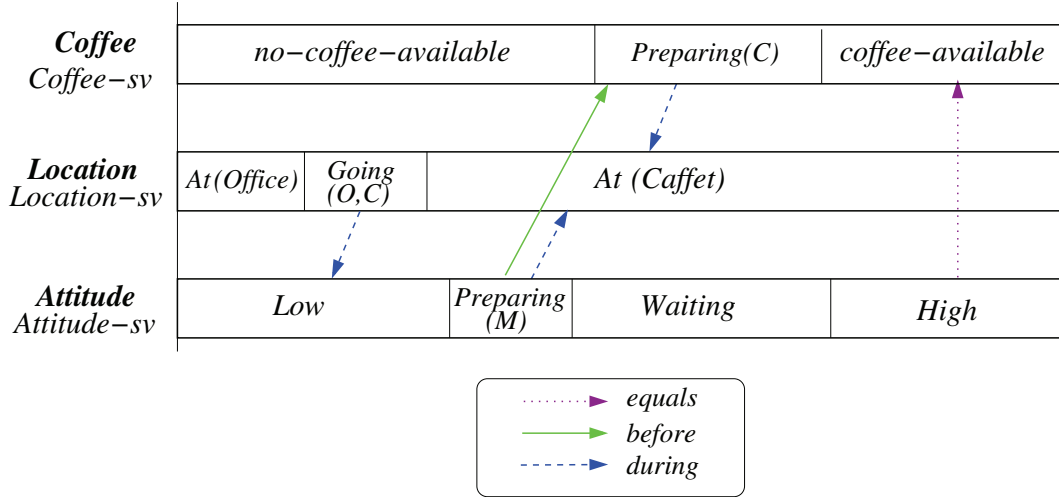 Coffee
Coffee−sv
no−coffee−available
Preparing(C)
coffee−available
Location
Location−sv
At(Office)
Going
(O,C)
At (Caffet)
Attitude
Attitude−sv
Low
Preparing
(M)
Waiting
High
equals
before
during